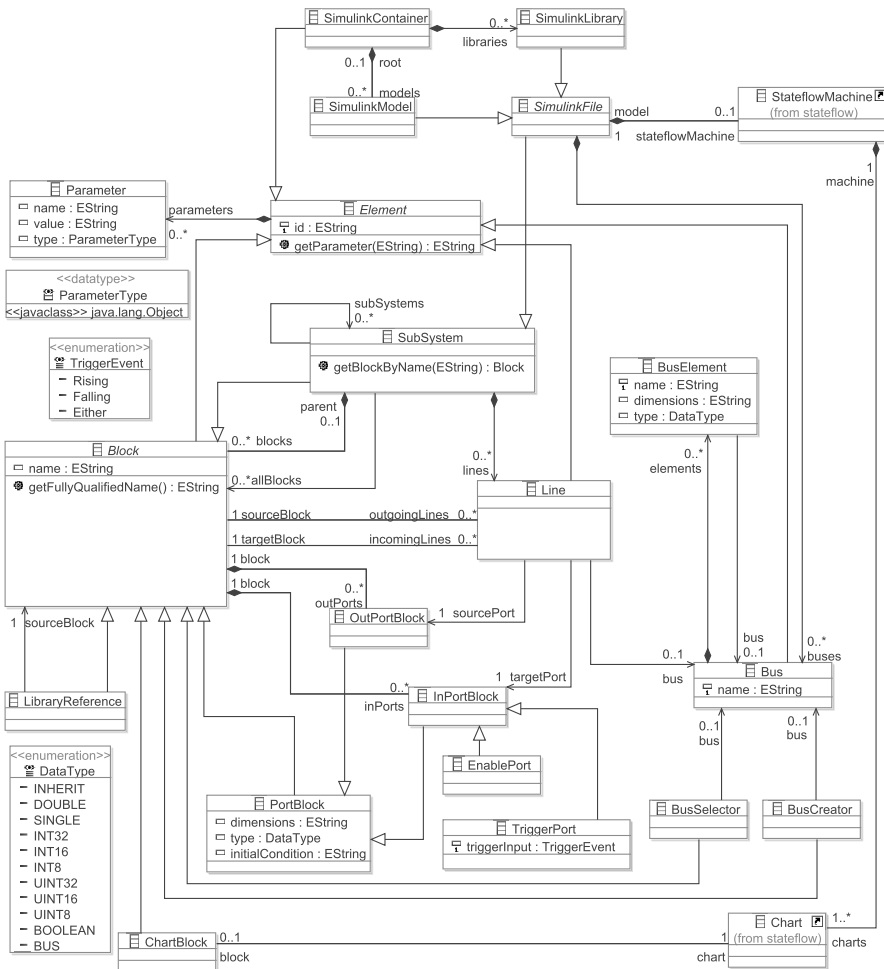 SimulinkContainer
0..*
libraries
SimulinkLibrary
0..1
root
0..*
models
SimulinkModel
SimulinkFile
model
1
0..1
stateflowMachine
StateflowMachine
(from stateflow)
1
machine
Parameter
name : EString
value : EString
type : ParameterType
parameters
0..*
Element
id : EString
getParameter(EString) : EString
<<datatype>>
ParameterType
<<javaclass>> java.lang.Object
<<enumeration>>
TriggerEvent
Rising
Falling
Either
subSystems
0..*
SubSystem
getBlockByName(EString) : Block
parent
0..1
BusElement
name : EString
dimensions : EString
type : DataType
0..*
elements
Block
name : EString
getFullyQualifiedName() : EString
0..* blocks
0..*allBlocks
0..*
lines
Line
1 sourceBlock
outgoingLines 0..*
1 targetBlock
incomingLines 0..*
1 block
0..*
outPorts
1 block
OutPortBlock
1 sourcePort
1 targetPort
0..*
inPorts
InPortBlock
0..1
bus
bus
0..1
0..*
buses
Bus
name : EString
1 sourceBlock
LibraryReference
0..1
bus
0..1
bus
EnablePort
<<enumeration>>
DataType
INHERIT
DOUBLE
SINGLE
INT32
INT16
INT8
UINT32
UINT16
UINT8
BOOLEAN
BUS
PortBlock
dimensions : EString
type : DataType
initialCondition : EString
TriggerPort
triggerInput : TriggerEvent
BusSelector
BusCreator
ChartBlock
0..1
block
1
chart
Chart
(from stateflow)
1..*
charts